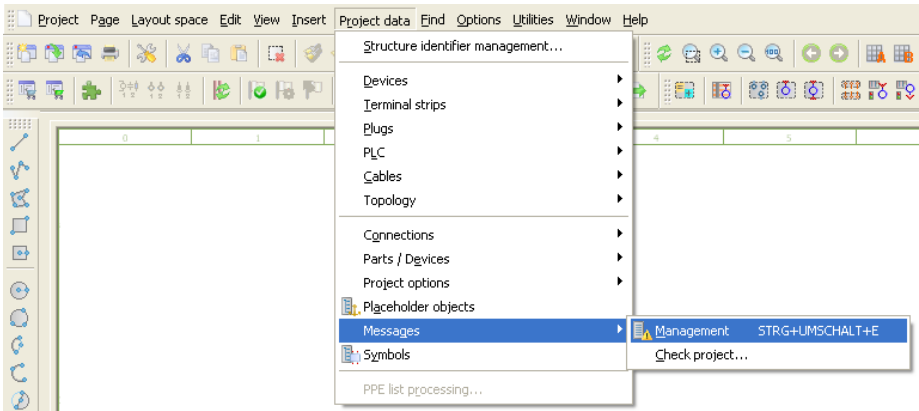 Project Page Layout space Edit View Insert Project data Find Options Utilities Window Help
Structure identifier management...
Devices
Terminal strips
Plugs
PLC
Cables
Topology
Connections
Parts / Devices
Project options
Placeholder objects
Messages
Management STRG+UMSCHALT+E
Symbols
Check project...
PPE list processing...
0 1 4 5